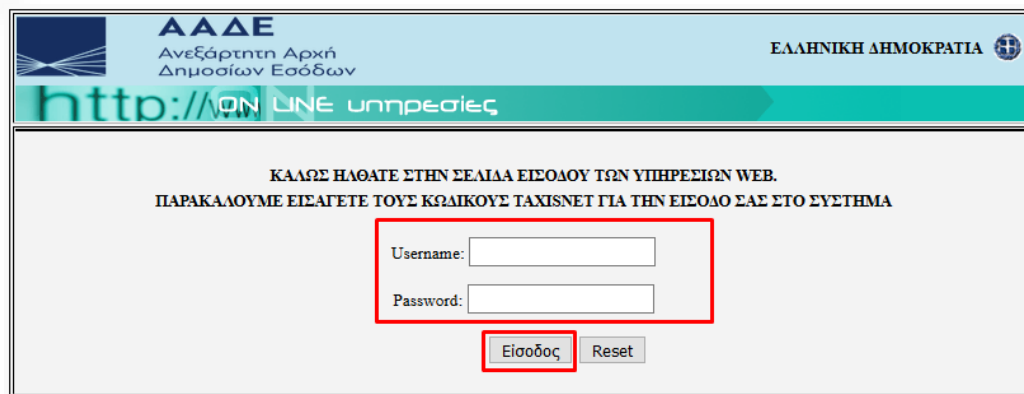 ΑΑΔΕ
Ανεξάρτητη Αρχή
Δημοσίων Εσόδων
ΕΛΛΗΝΙΚΗ ΔΗΜΟΚΡΑΤΙΑ
http://www
ON LINE υπηρεσίες
ΚΑΛΩΣ ΗΛΘΑΤΕ ΣΤΗΝ ΣΕΛΙΔΑ ΕΙΣΟΔΟΥ ΤΩΝ ΥΠΗΡΕΣΙΩΝ WEB.
ΠΑΡΑΚΑΛΟΥΜΕ ΕΙΣΑΓΕΤΕ ΤΟΥΣ ΚΩΔΙΚΟΥΣ TAXISNET ΓΙΑ ΤΗΝ ΕΙΣΟΔΟ ΣΑΣ ΣΤΟ ΣΥΣΤΗΜΑ
Username:
Password:
Είσοδος Reset